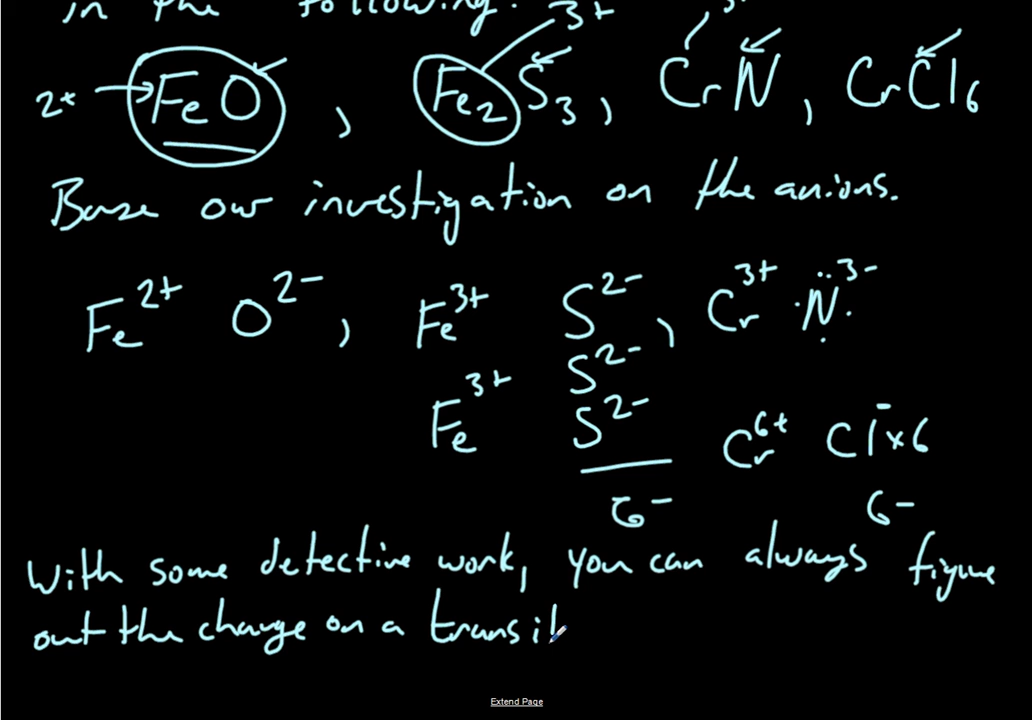 in the following:
3+
2+ FeO , Fe2S3, CrN, CrCl6
Base our investigation on the anions.
Fe2+ O2-, Fe3+ S2-, Cr3+ N3-
S2-
Fe3+ S2- Cr6+ Cl- x6
6- 6-
With some detective work, you can always figure
out the charge on a transit
Extend Page